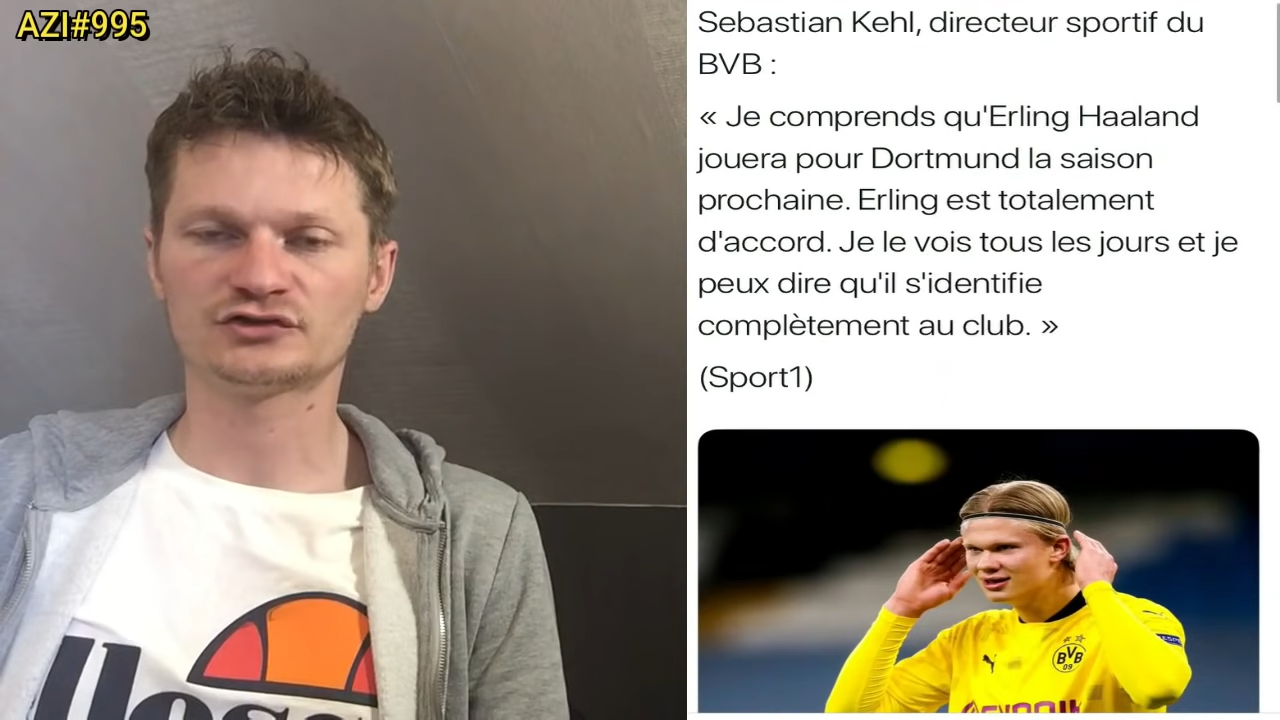 AZI#995
Sebastian Kehl, directeur sportif du
BVB :
« Je comprends qu'Erling Haaland
jouera pour Dortmund la saison
prochaine. Erling est totalement
d'accord. Je le vois tous les jours et je
peux dire qu'il s'identifie
complètement au club. »
(Sport1)
BVB
09